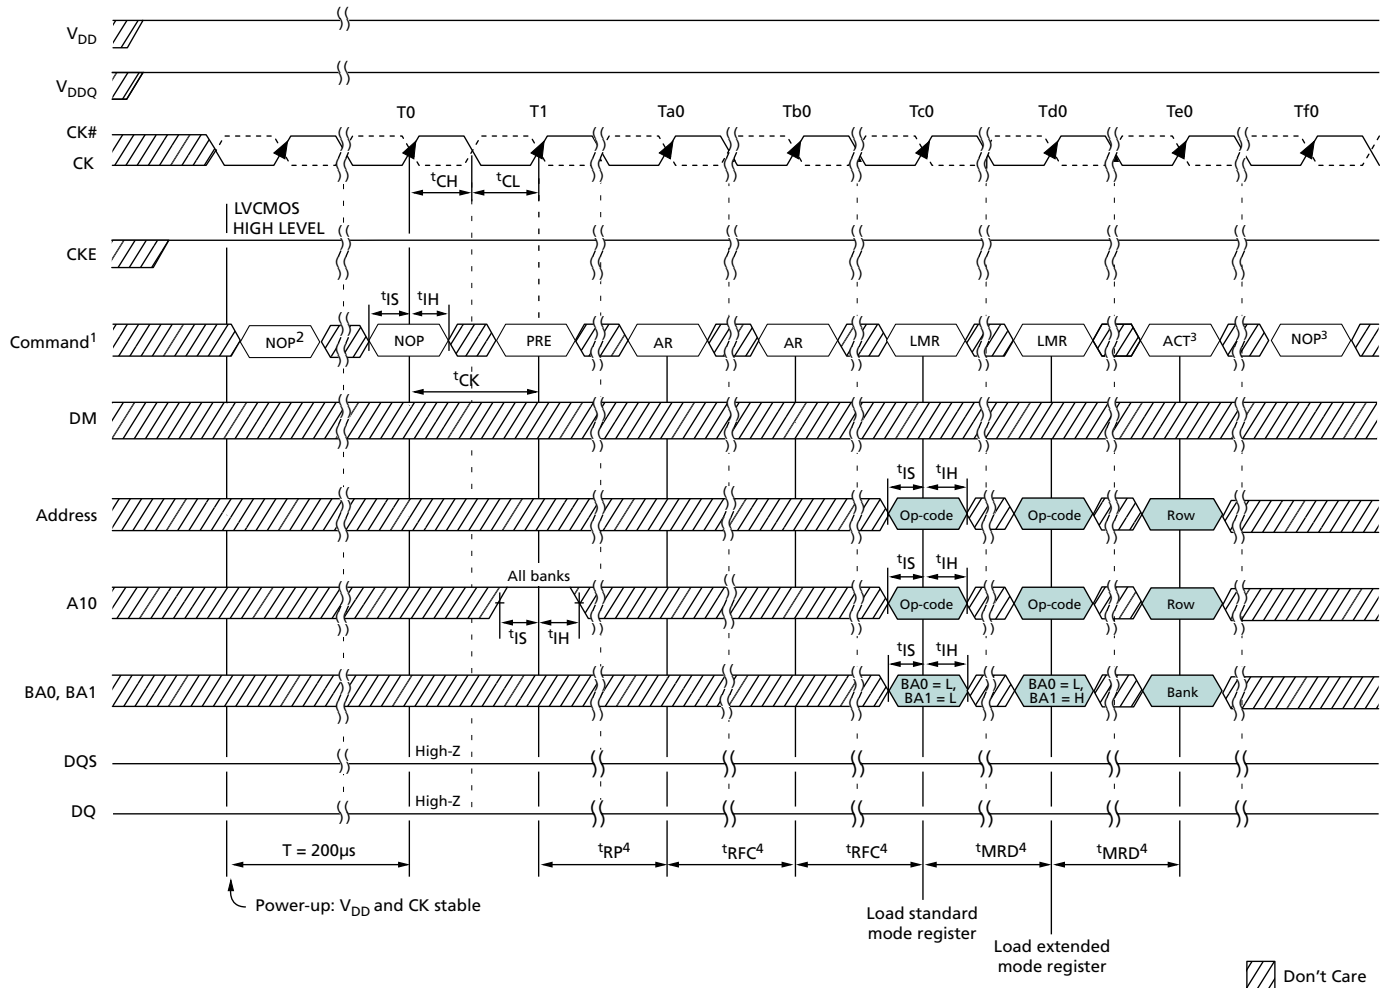 VDD
VDDQ
T0 T1 Ta0 Tb0 Tc0 Td0 Te0 Tf0
CK#
CK
tCH tCL
LVCMOS
HIGH LEVEL
CKE
tIS tIH
Command1 NOP2 NOP PRE AR AR LMR LMR ACT3 NOP3
tCK
DM
tIS tIH
Address Op-code Op-code Row
All banks tIS tIH
A10 Op-code Op-code Row
tIS tIH
tIS tIH
BA0, BA1 BA0 = L, BA1 = L BA0 = L, BA1 = H Bank
High-Z
DQS
High-Z
DQ
T = 200µs tRP4 tRFC4 tRFC4 tMRD4 tMRD4
Power-up: VDD and CK stable
Load standard
mode register
Load extended
mode register
Don't Care